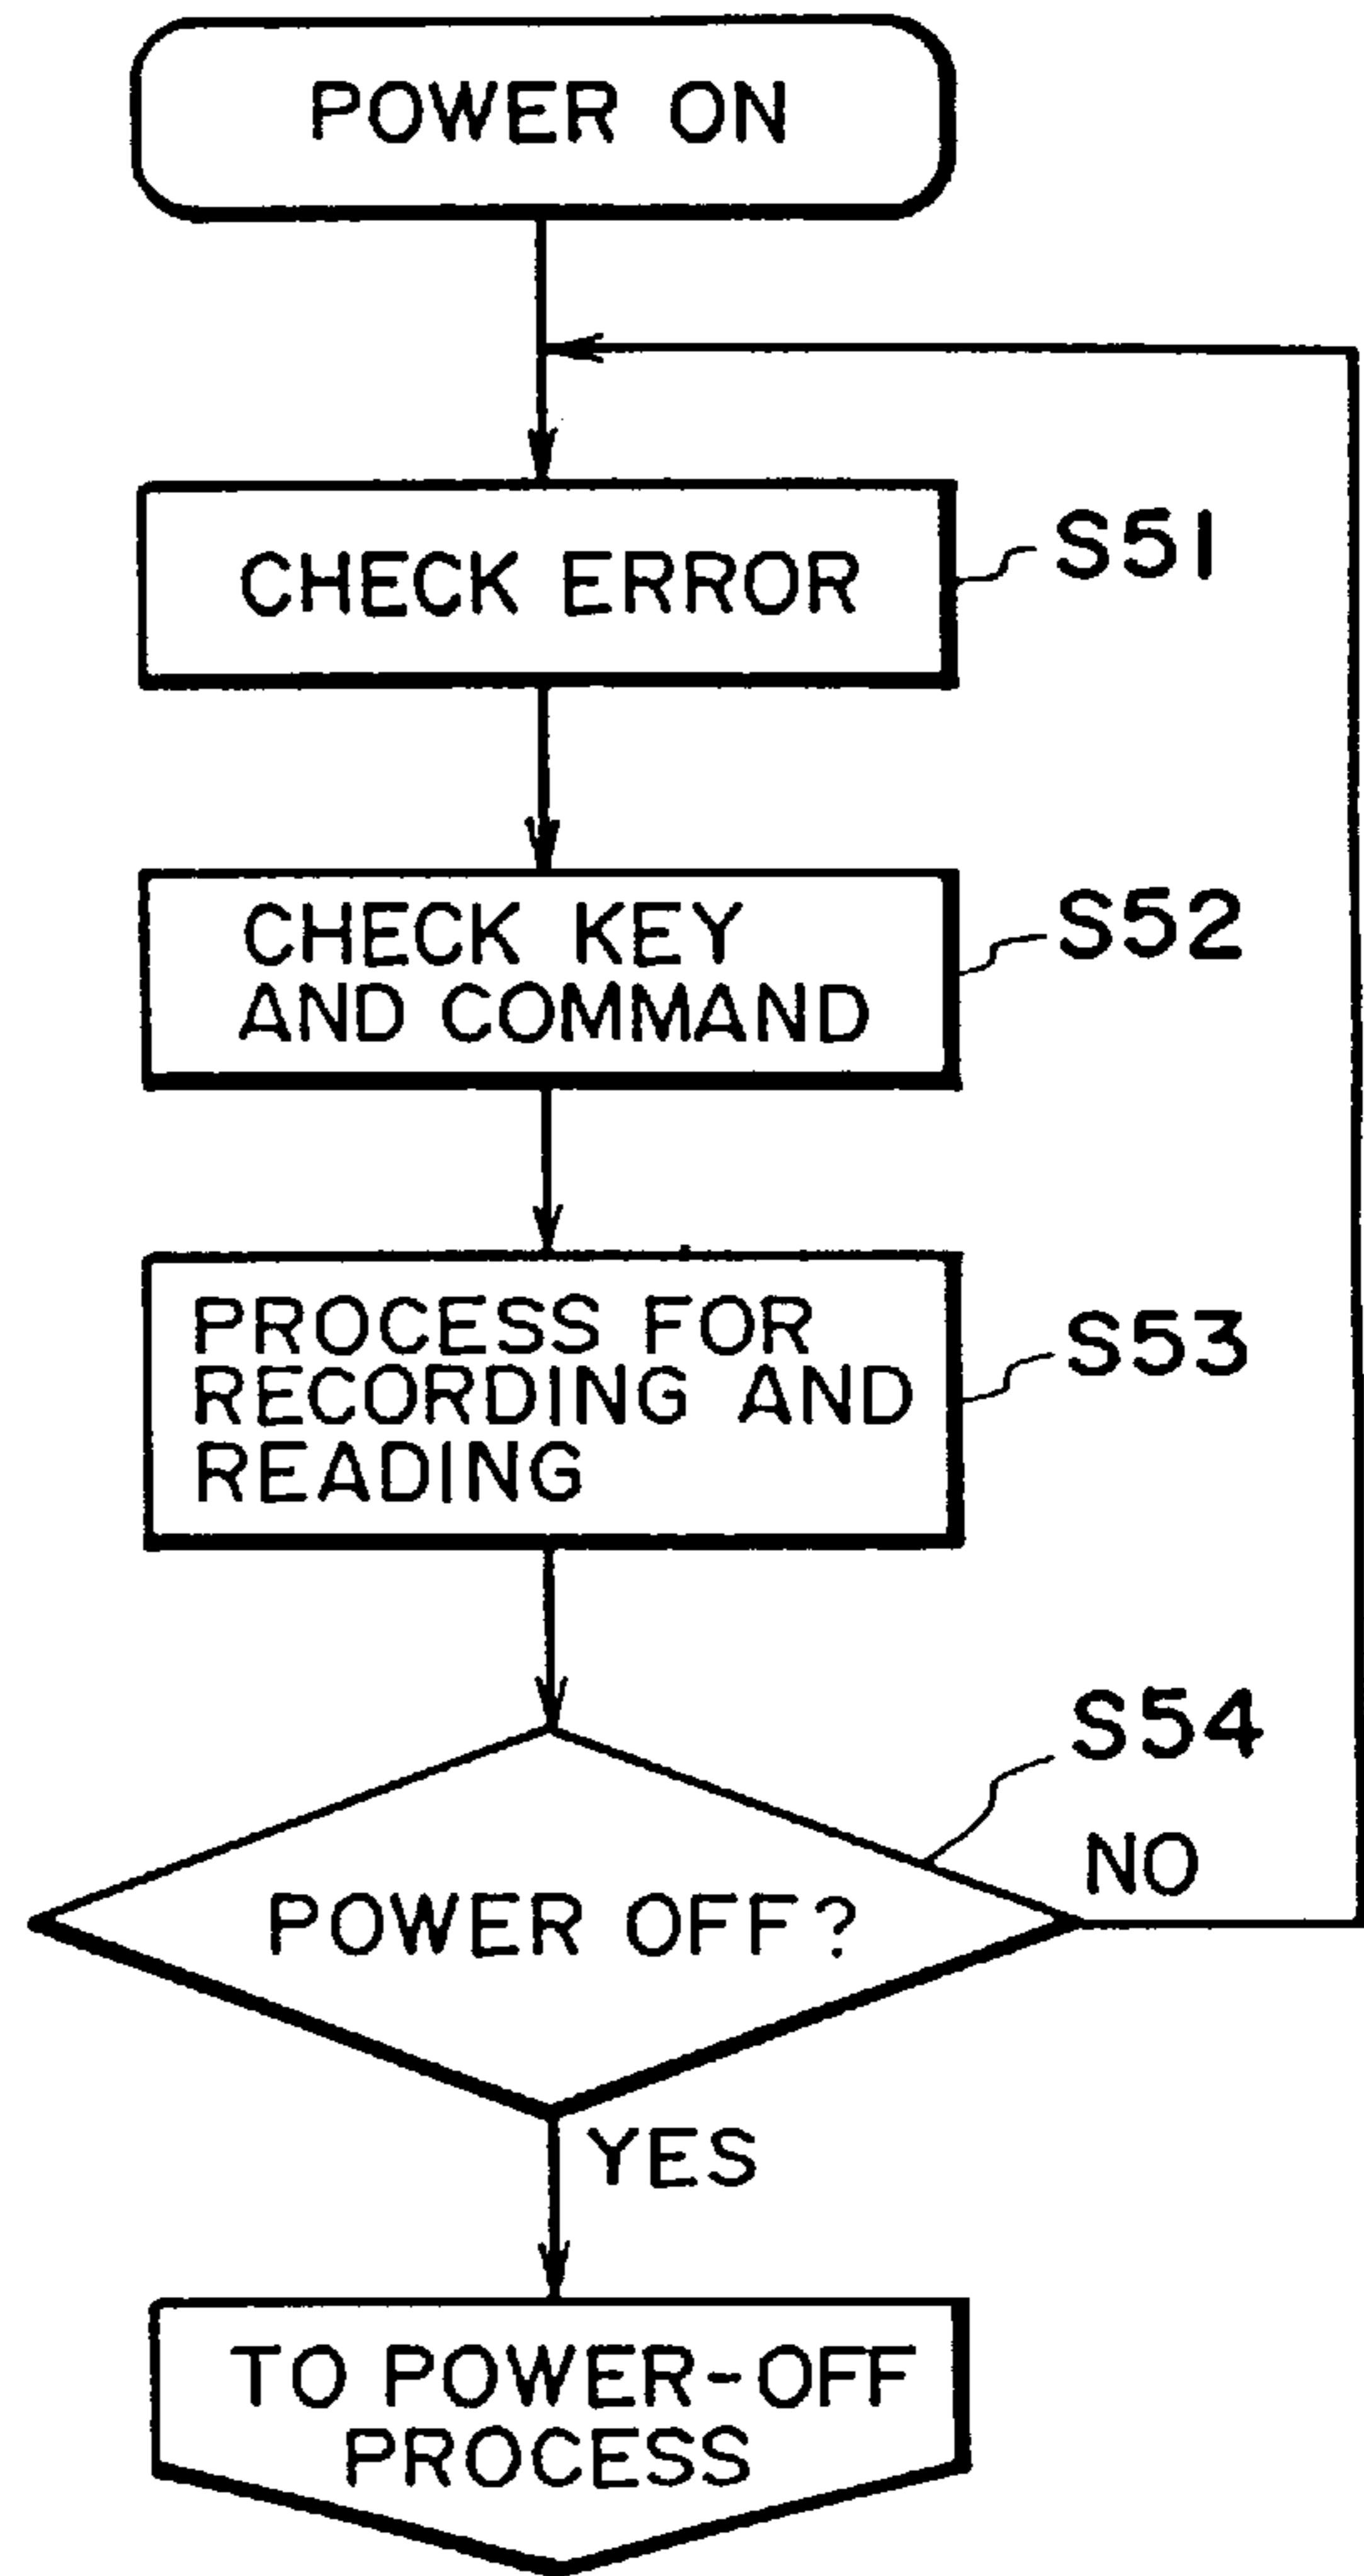 POWER ON
CHECK ERROR
S51
CHECK KEY
AND COMMAND
S52
PROCESS FOR
RECORDING AND
READING
S53
S54
POWER OFF?
NO
YES
TO POWER-OFF
PROCESS